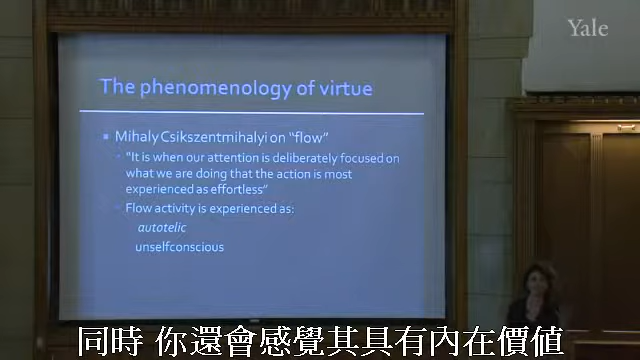 Yale
The phenomenology of virtue
Mihaly Csikszentmihalyi on “flow”
“It is when our attention is deliberately focused on
what we are doing that the action is most
experienced as effortless”
Flow activity is experienced as:
autotelic
unselfconscious
同時 你還會感覺其具有內在價值